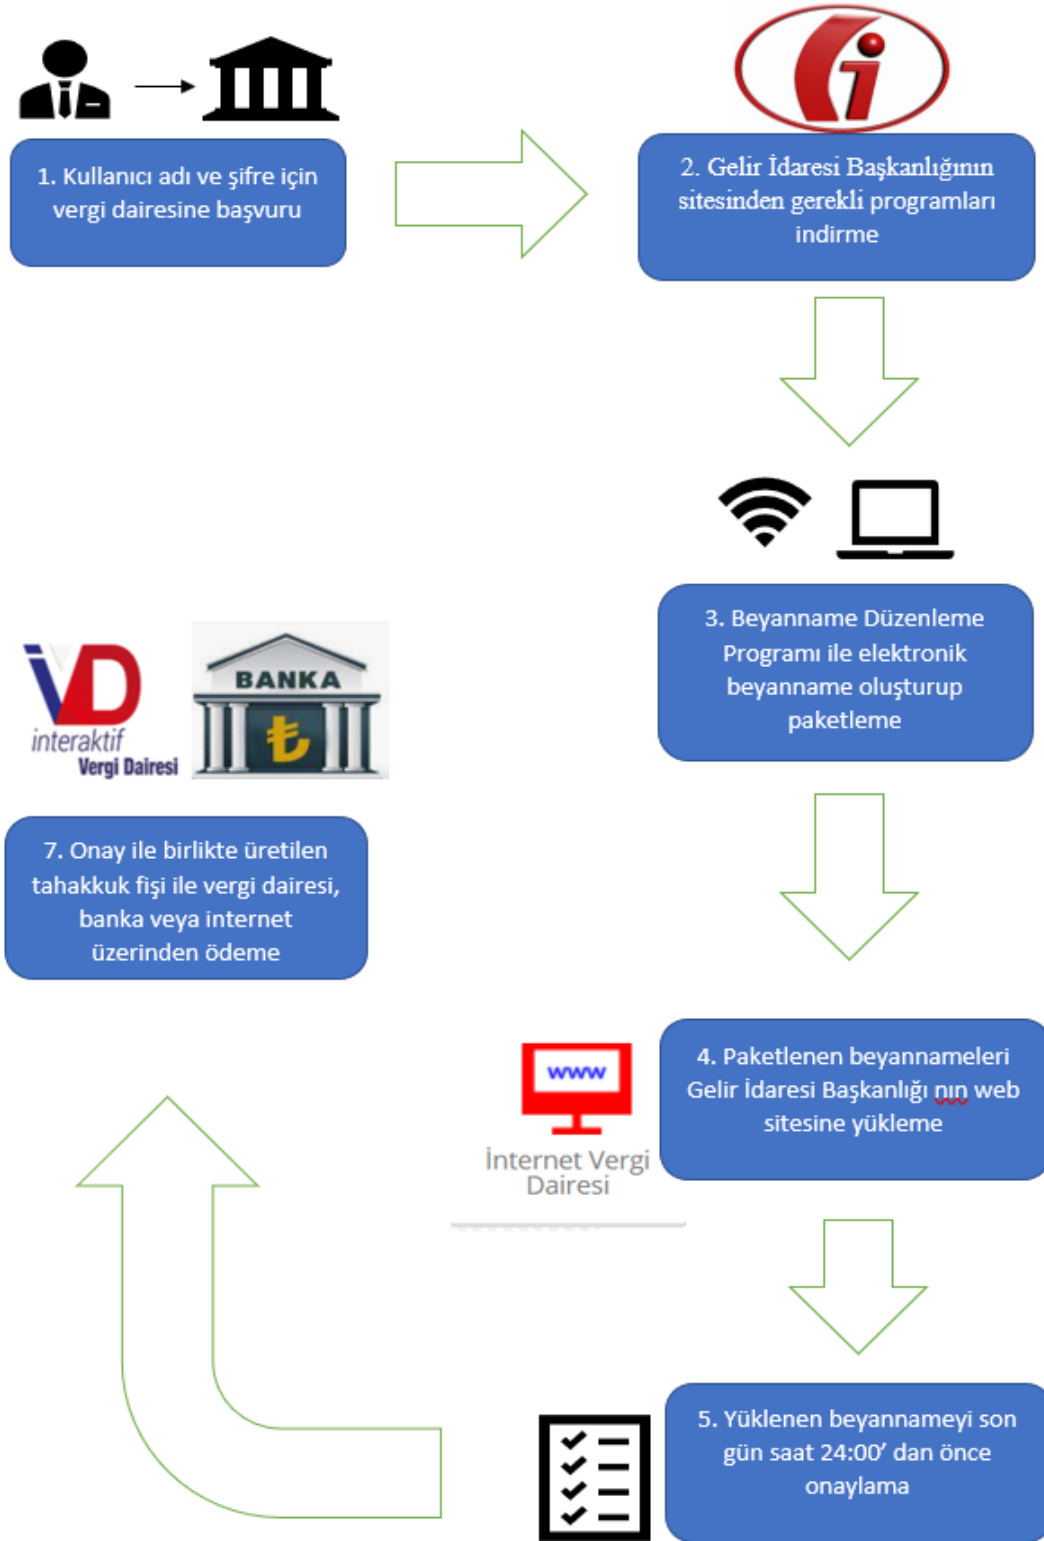 1. Kullanıcı adı ve şifre için
vergi dairesine başvuru
2. Gelir İdaresi Başkanlığının
sitesinden gerekli programları
indirme
3. Beyanname Düzenleme
Programı ile elektronik
beyanname oluşturup
paketleme
4. Paketlenen beyannameleri
Gelir İdaresi Başkanlığı nın web
sitesine yükleme
www
İnternet Vergi
Dairesi
5. Yüklenen beyannameyi son
gün saat 24:00’ dan önce
onaylama
iVD
interaktif
Vergi Dairesi
BANKA
₺
7. Onay ile birlikte üretilen
tahakkuk fişi ile vergi dairesi,
banka veya internet
üzerinden ödeme